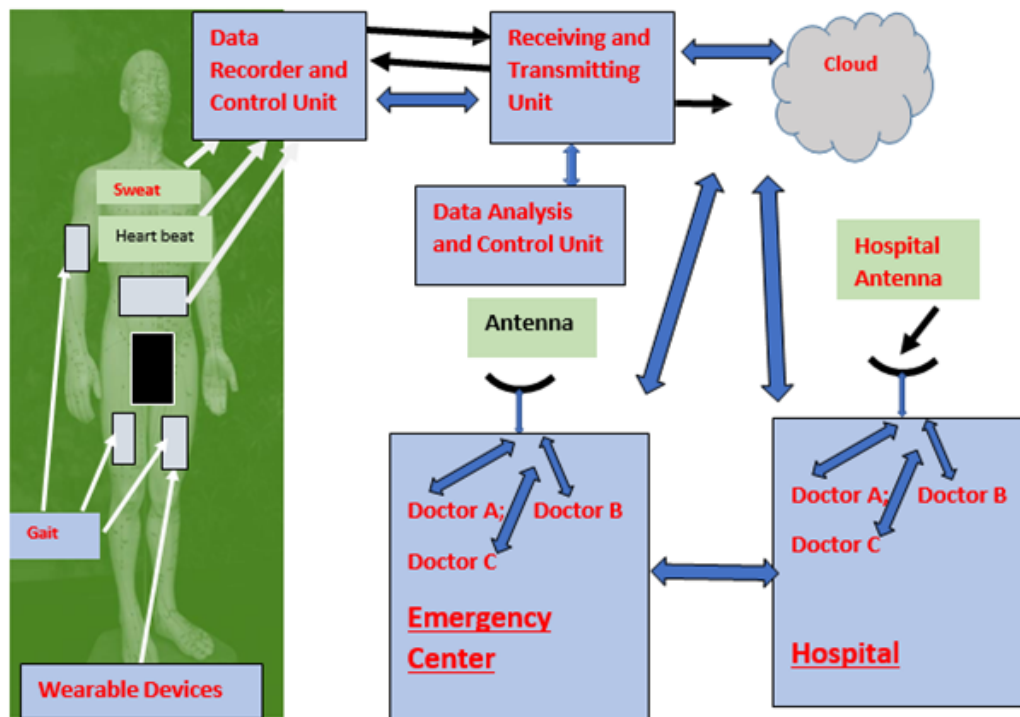 Data
Recorder and
Control Unit
Receiving and
Transmitting
Unit
Cloud
Sweat
Heart beat
Data Analysis
and Control Unit
Hospital
Antenna
Antenna
Doctor A; Doctor B
Doctor C
Emergency
Center
Doctor A; Doctor B
Doctor C
Hospital
Gait
Wearable Devices